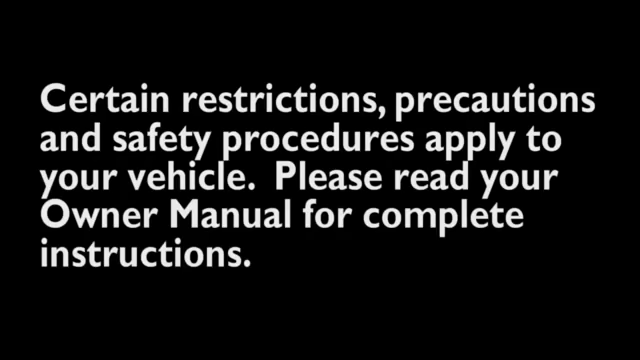 Certain restrictions, precautions
and safety procedures apply to
your vehicle.  Please read your
Owner Manual for complete
instructions.